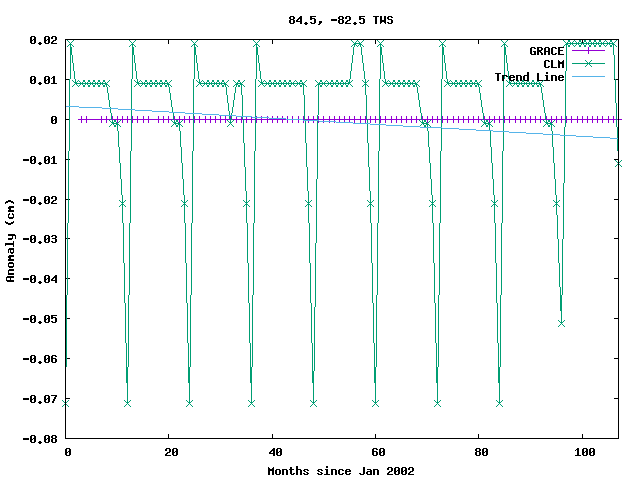 84.5, -82.5 TWS
0.02
0.01
0
-0.01
-0.02
-0.03
-0.04
-0.05
-0.06
-0.07
-0.08
GRACE
CLM
Trend Line
Anomaly (cm)
0 20 40 60 80 100
Months since Jan 2002